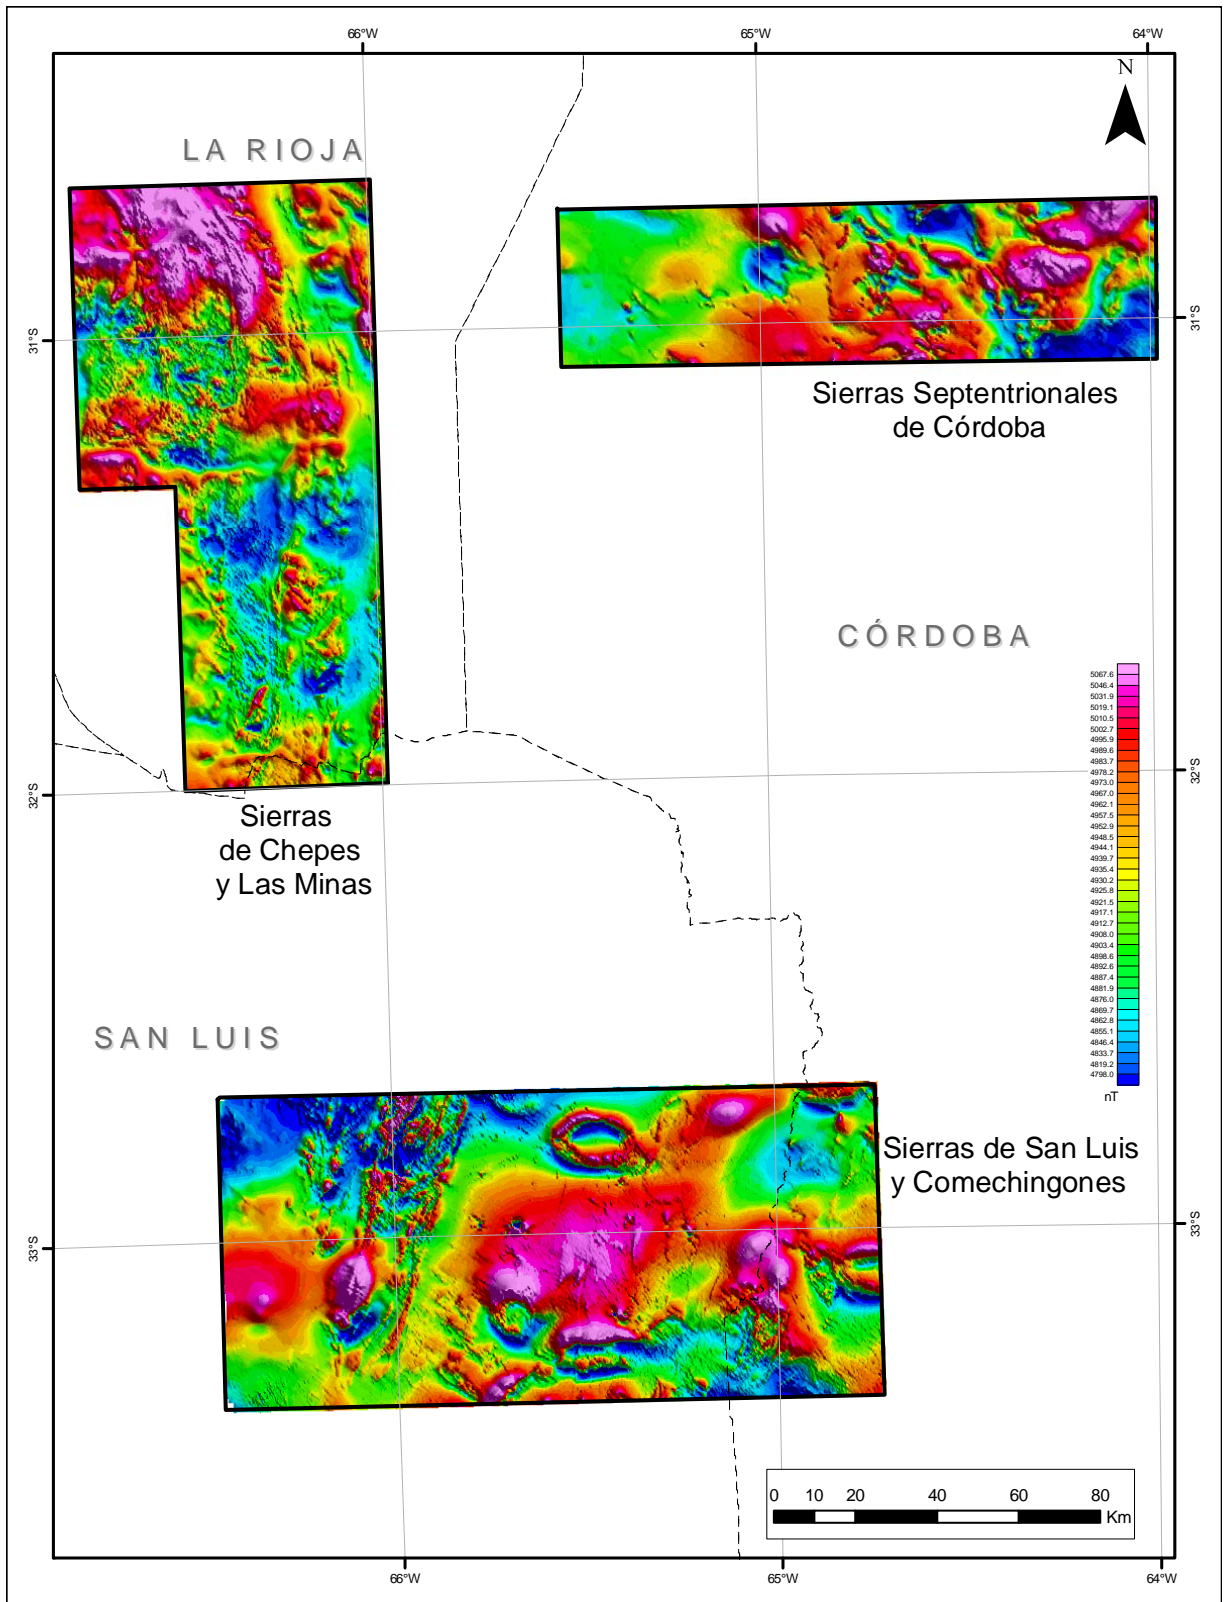 66°W
65°W
64°W
N
LA RIOJA
31°S
31°S
Sierras Septentrionales
de Córdoba
CÓRDOBA
5067.6
5046.4
5031.9
5019.1
5010.5
5002.7
4995.9
4989.6
4983.7
4978.2
4973.0
4967.0
4962.1
4957.5
4952.9
4948.5
4944.1
4939.7
4935.4
4930.2
4925.8
4921.5
4917.1
4912.7
4908.0
4903.4
4898.6
4892.6
4887.4
4881.9
4876.0
4869.7
4862.8
4855.1
4846.4
4833.7
4819.2
4798.0
nT
32°S
32°S
Sierras
de Chepes
y Las Minas
SAN LUIS
Sierras de San Luis
y Comechingones
33°S
33°S
0 10 20 40 60 80
Km
66°W
65°W
64°W